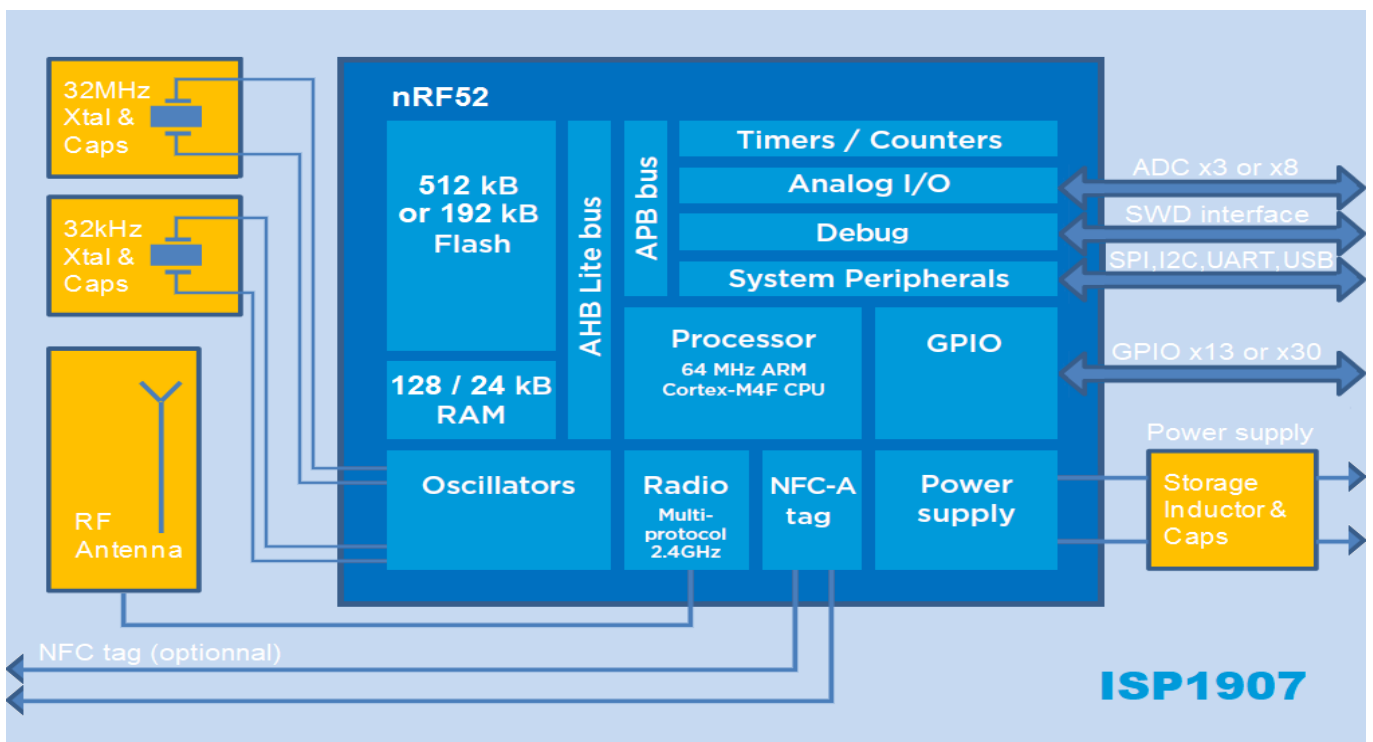 32MHz
Xtal &
Caps
32kHz
Xtal &
Caps
RF
Antenna
nRF52
512 kB
or 192 kB
Flash
128 / 24 kB
RAM
AHB Lite bus
APB bus
Timers / Counters
Analog I/O
Debug
System Peripherals
Processor
64 MHz ARM
Cortex-M4F CPU
GPIO
Oscillators
Radio
Multi-
protocol
2.4GHz
NFC-A
tag
Power
supply
ADC x3 or x8
SWD interface
SPI,I2C,UART,USB
GPIO x13 or x30
Power supply
Storage
Inductor &
Caps
NFC tag (optionnal)
ISP1907